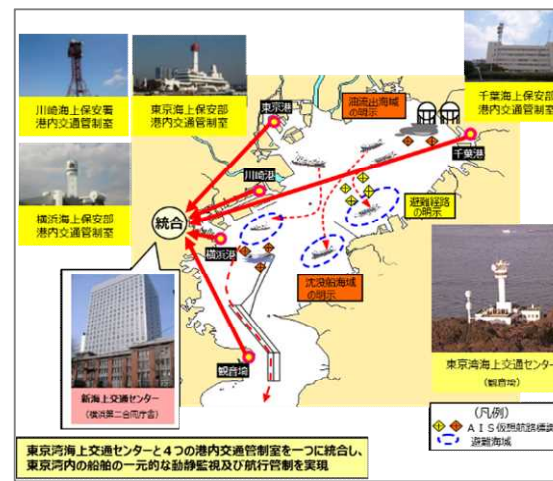 川崎海上保安署
港内交通管制室
東京海上保安部
港内交通管制室
千葉海上保安部
港内交通管制室
横浜海上保安部
港内交通管制室
東京港
油流出海域
の明示
千葉港
川崎港
避難経路
の明示
統合
横浜港
沈没船海域
の明示
観音埼
新海上交通センター
(横浜第二合同庁舎)
東京湾海上交通センター
(観音埼)
(凡例)
AIS仮想航路標識
避難海域
東京湾海上交通センターと4つの港内交通管制室を一つに統合し、
東京湾内の船舶の一元的な動静監視及び航行管制を実現